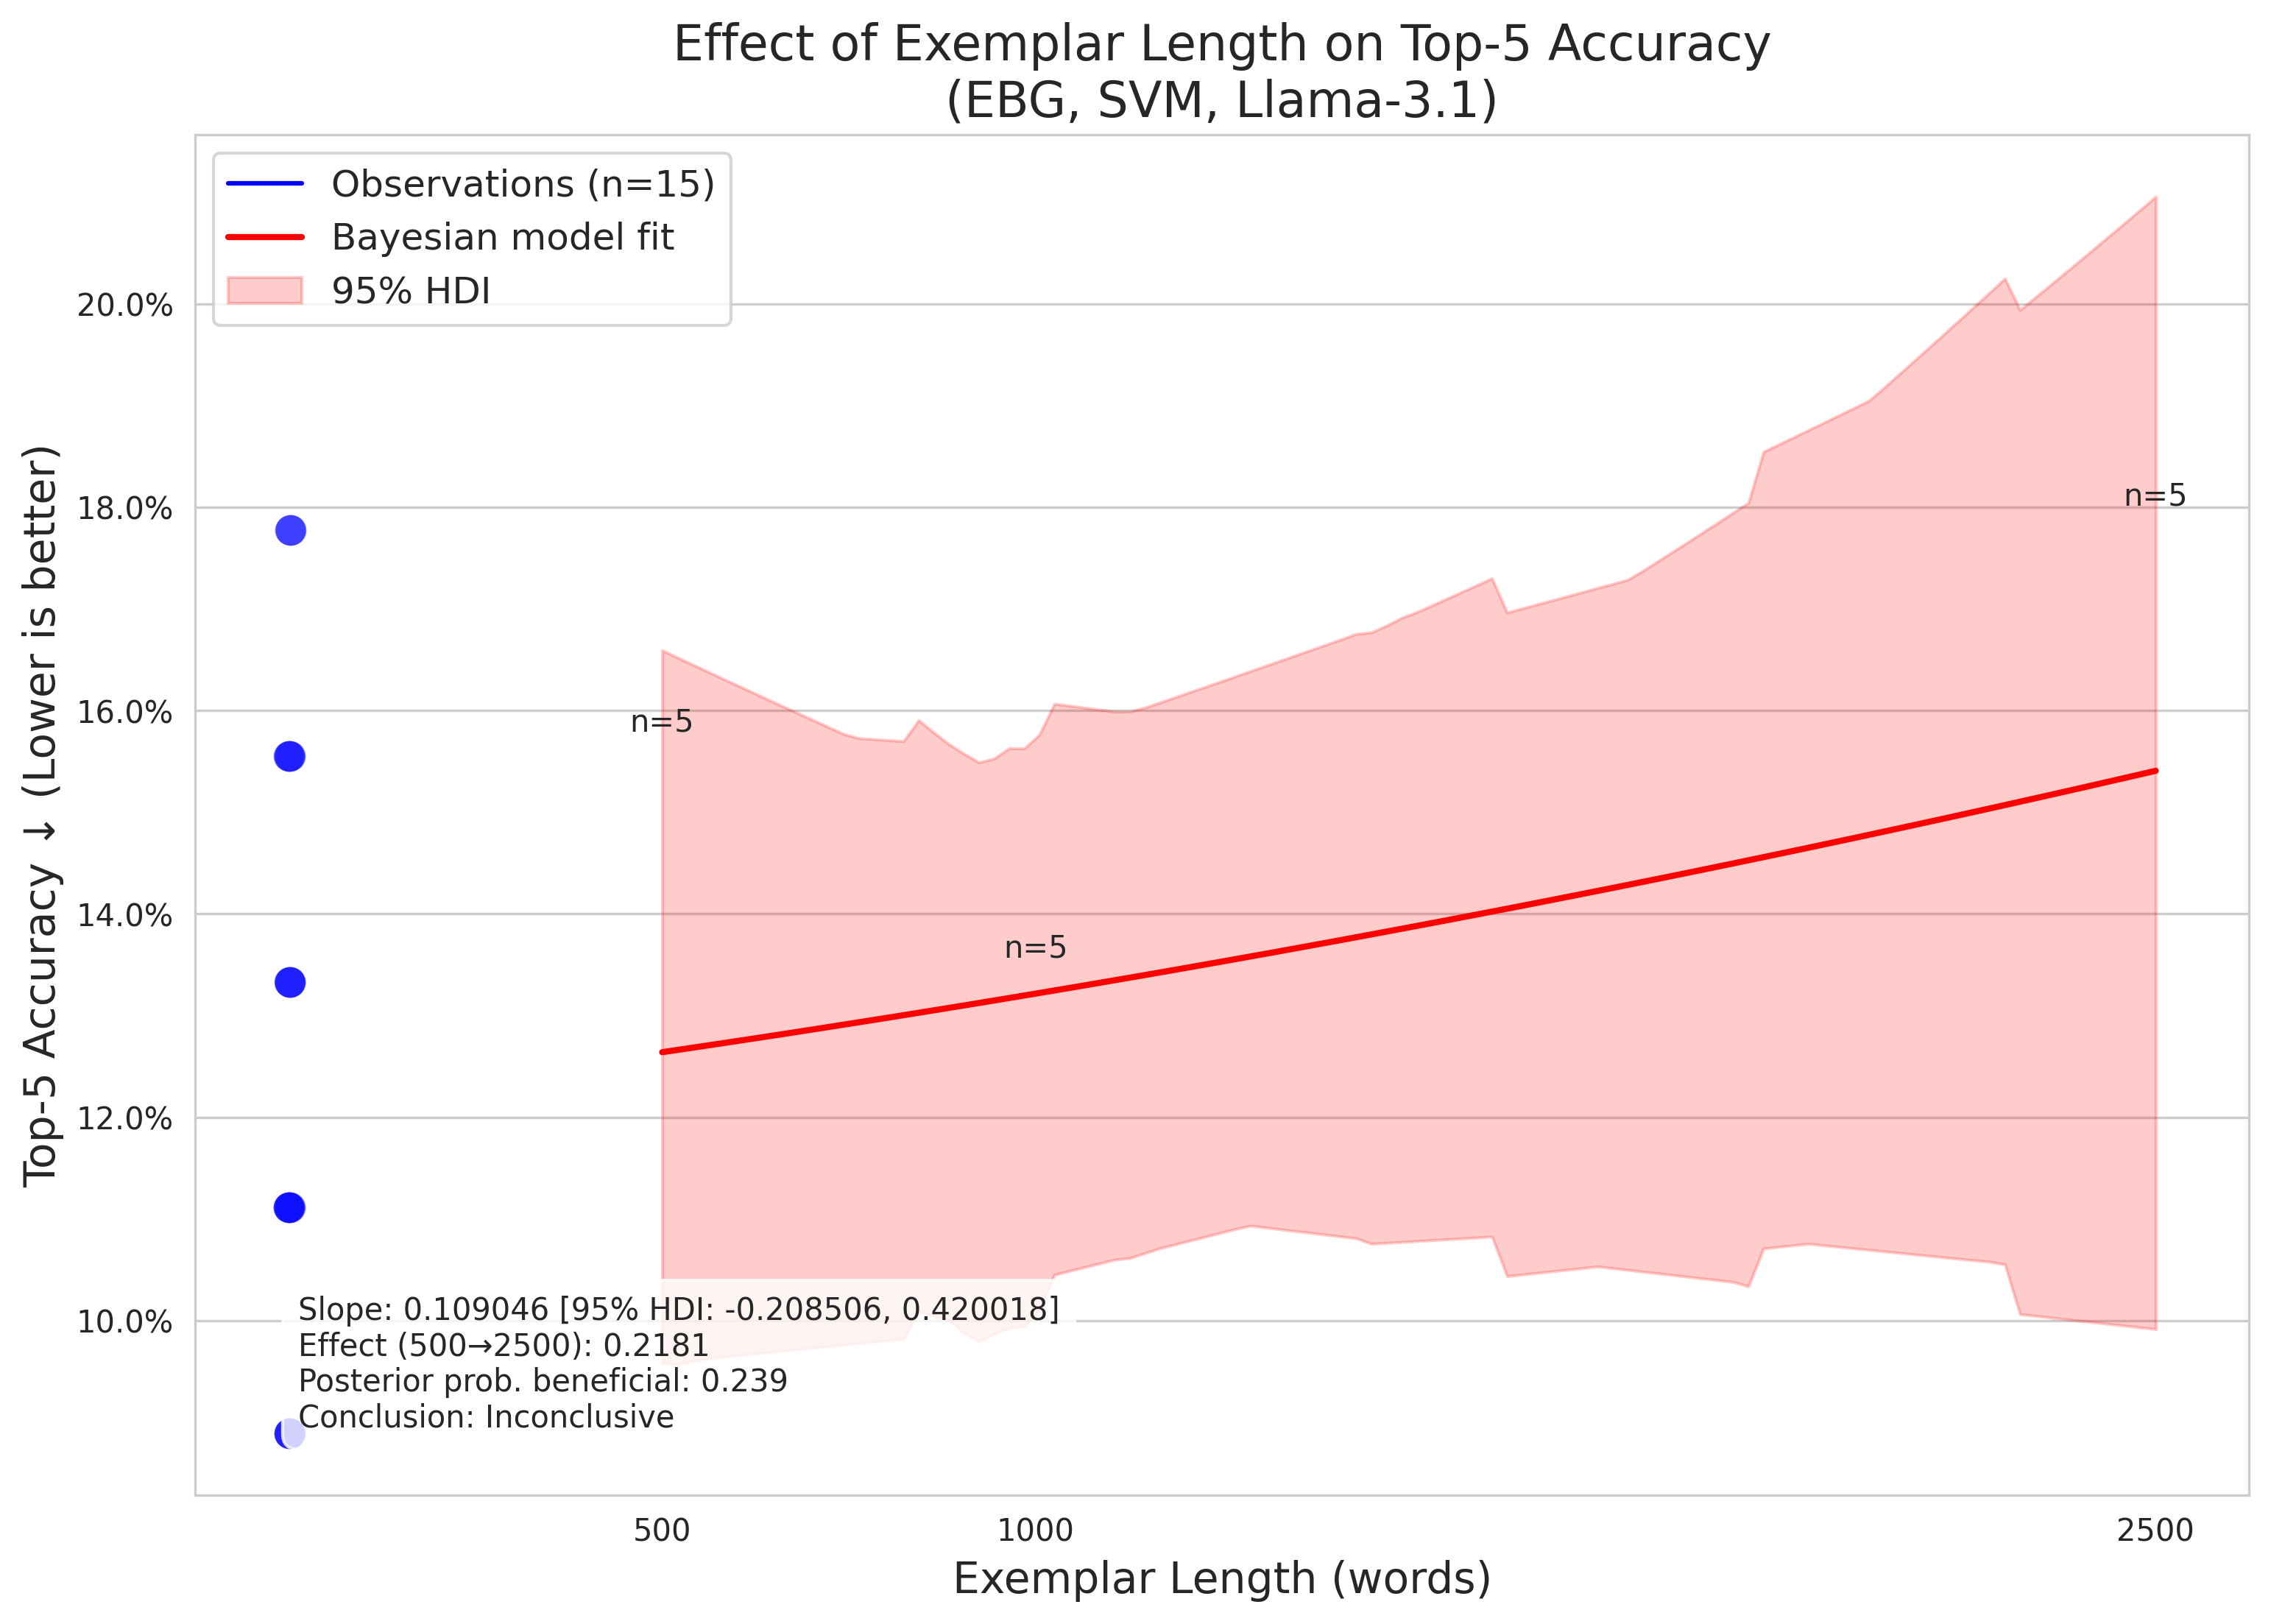 Effect of Exemplar Length on Top-5 Accuracy
(EBG, SVM, Llama-3.1)
Observations (n=15)
Bayesian model fit
95% HDI
Top-5 Accuracy ↓ (Lower is better)
20.0%
18.0%
16.0%
14.0%
12.0%
10.0%
n=5
n=5
n=5
Slope: 0.109046 [95% HDI: -0.208506, 0.420018]
Effect (500→2500): 0.2181
Posterior prob. beneficial: 0.239
Conclusion: Inconclusive
500
1000
2500
Exemplar Length (words)